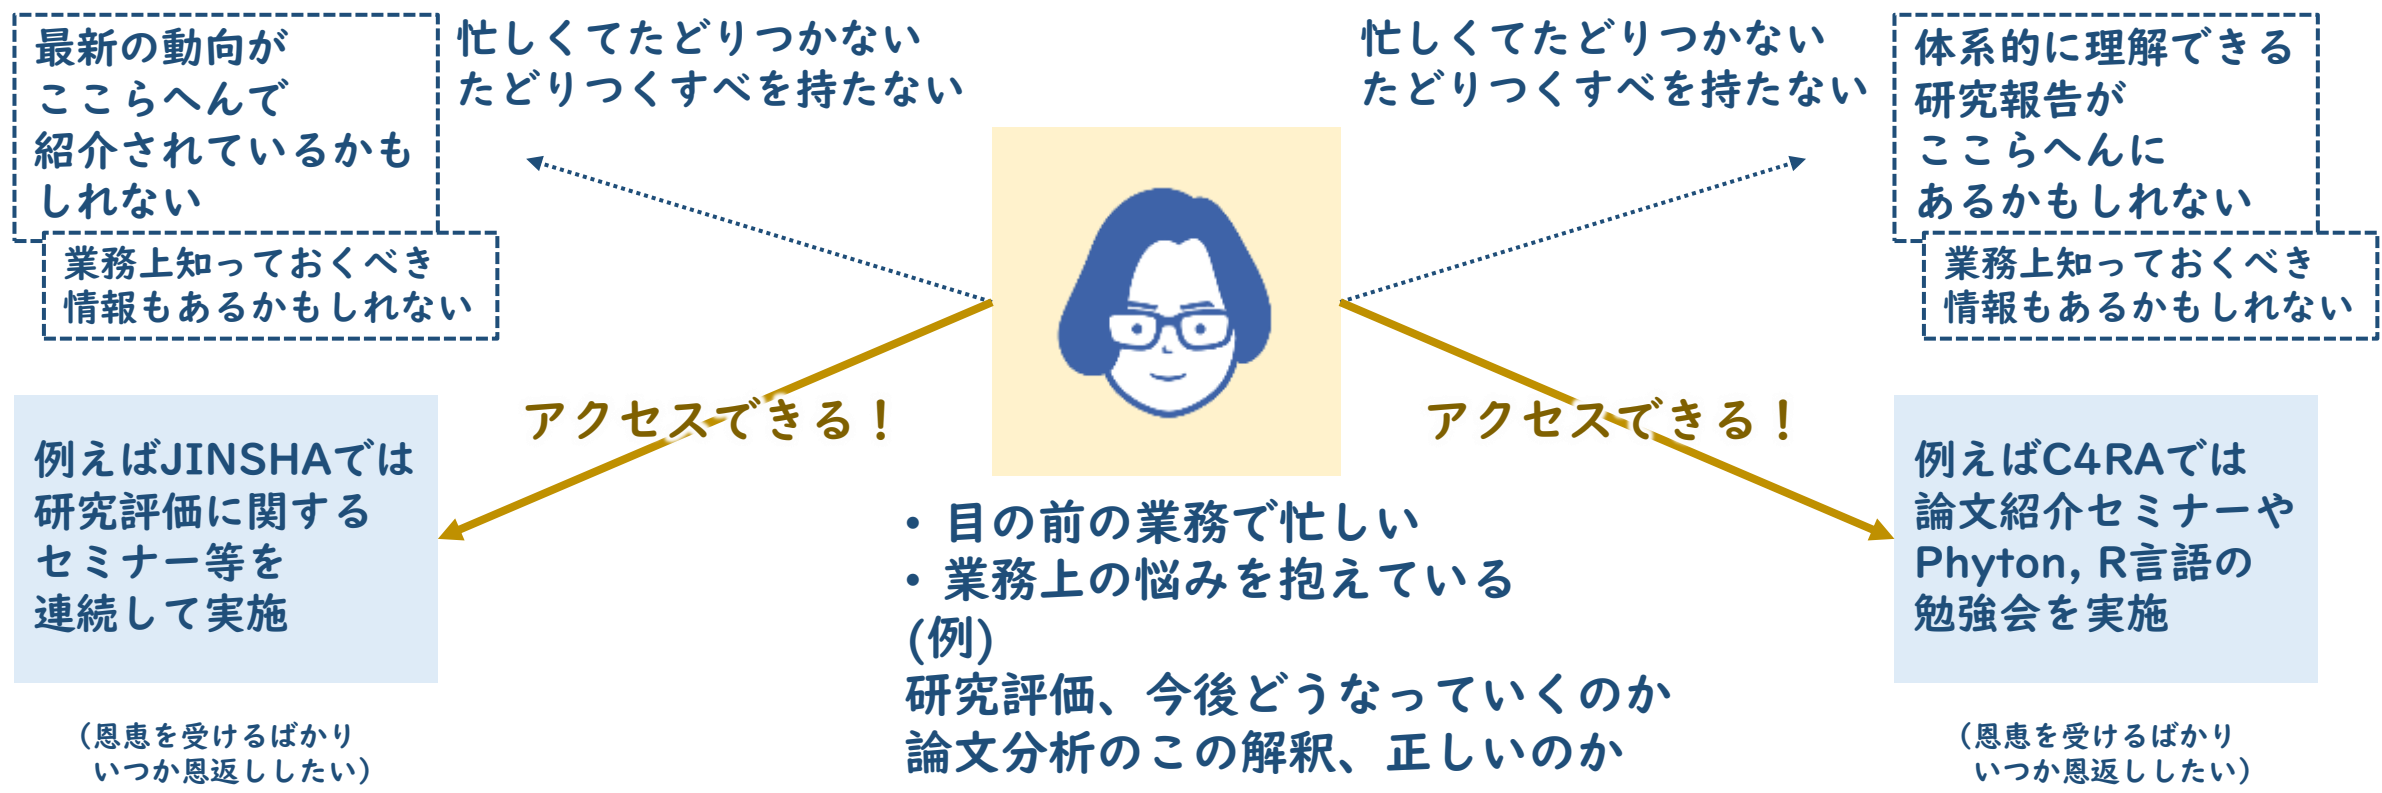 最新の動向が
ここらへんで
紹介されているかも
しれない
業務上知っておくべき
情報もあるかもしれない
忙しくてたどりつかない
たどりつくすべを持たない
忙しくてたどりつかない
たどりつくすべを持たない
体系的に理解できる
研究報告が
ここらへんに
あるかもしれない
業務上知っておくべき
情報もあるかもしれない
アクセスできる！
アクセスできる！
例えばJINSHAでは
研究評価に関する
セミナー等を
連続して実施
（恩恵を受けるばかり
いつか恩返ししたい）
• 目の前の業務で忙しい
• 業務上の悩みを抱えている
(例)
研究評価、今後どうなっていくのか
論文分析のこの解釈、正しいのか
例えばC4RAでは
論文紹介セミナーや
Phyton, R言語の
勉強会を実施
（恩恵を受けるばかり
いつか恩返ししたい）